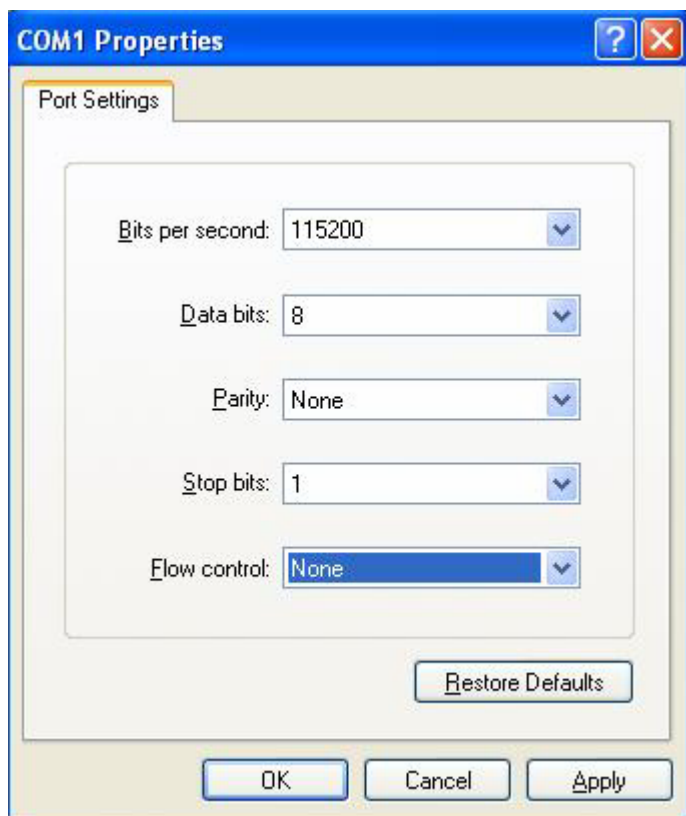 COM1 Properties
Port Settings
Bits per second: 115200
Data bits: 8
Parity: None
Stop bits: 1
Flow control: None
Restore Defaults
OK Cancel Apply